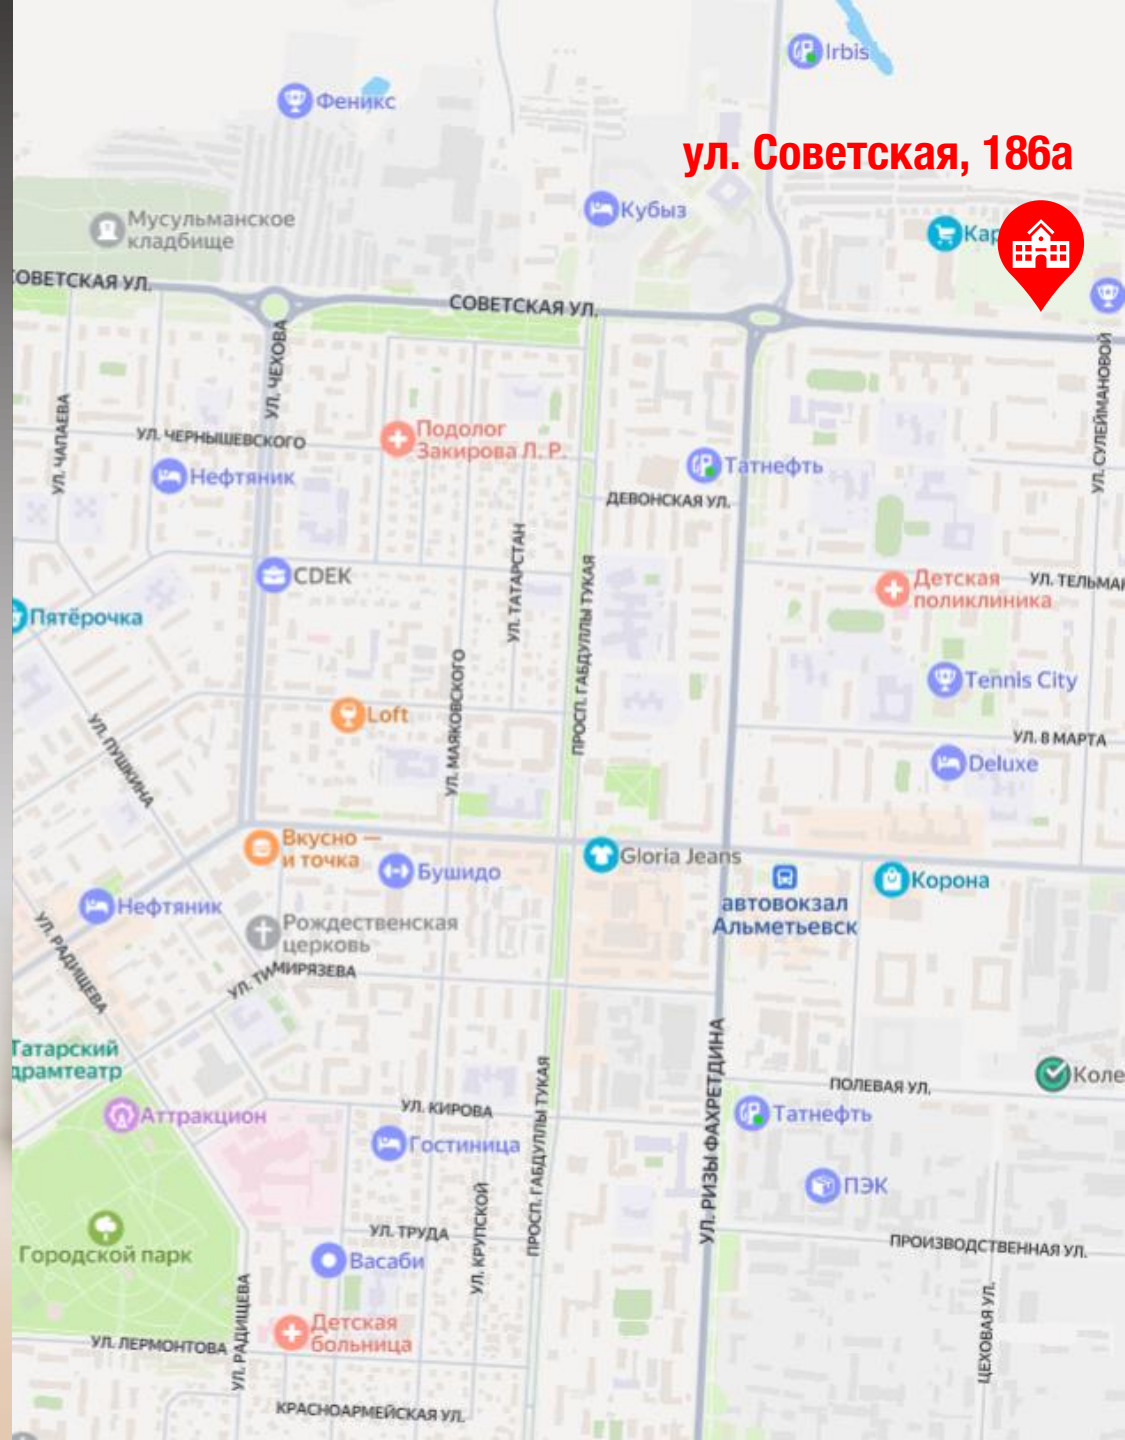 Irbis
Феникс
ул. Советская, 186а
Кубыз
Мусульманское
кладбище
Кар
СОВЕТСКАЯ УЛ.
СОВЕТСКАЯ УЛ.
УЛ. ЧЕХОВА
УЛ. СУЛЕЙМАНОВОЙ
УЛ. ЧАПАЕВА
УЛ. ЧЕРНЫШЕВСКОГО
Подолог
Закирова Л. Р.
Нефтяник
Татнефть
ДЕВОНСКАЯ УЛ.
УЛ. ТАТАРСТАН
CDEK
Детская
поликлиника
УЛ. ТЕЛЬМАН
Пятёрочка
ПРОСП. ГАБДУЛЛЫ ТУКАЯ
УЛ. МАЯКОВСКОГО
Tennis City
Loft
УЛ. ПУШКИНА
УЛ. 8 МАРТА
Deluxe
Вкусно —
и точка
Бушидо
Gloria Jeans
Корона
автовокзал
Альметьевск
Нефтяник
Рождественская
церковь
УЛ. РАДИЩЕВА
УЛ. ТИМИРЯЗЕВА
Татарский
драмтеатр
УЛ. РИЗЫ ФАХРЕТДИНА
ПОЛЕВАЯ УЛ.
Коле
Аттракцион
УЛ. КИРОВА
Татнефть
Гостиница
ПРОСП. ГАБДУЛЛЫ ТУКАЯ
ПЭК
УЛ. КРУПСКОЙ
УЛ. ТРУДА
Городской парк
Васаби
ПРОИЗВОДСТВЕННАЯ УЛ.
УЛ. РАДИЩЕВА
Детская
больница
ЦЕХОВАЯ УЛ.
УЛ. ЛЕРМОНТОВА
КРАСНОАРМЕЙСКАЯ УЛ.